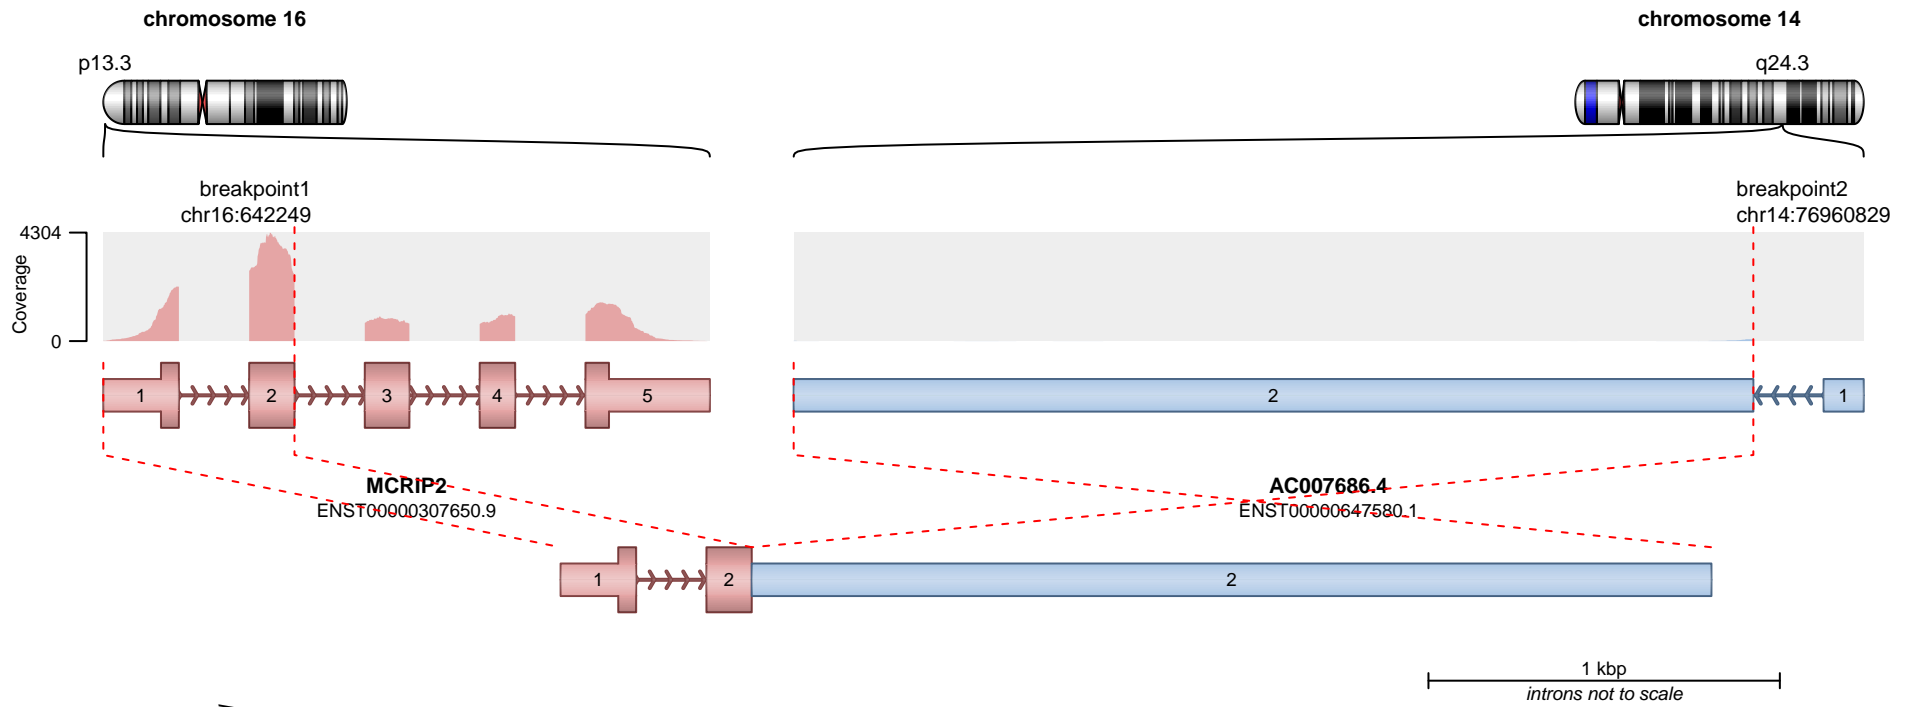 chromosome 16
chromosome 14
p13.3
q24.3
breakpoint1
chr16:642249
breakpoint2
chr14:76960829
4304
Coverage
0
1 2 3 4 5
2 1
MCRIP2
ENST00000307650.9
AC007686.4
ENST00000647580.1
1 2 2
1 kbp
introns not to scale